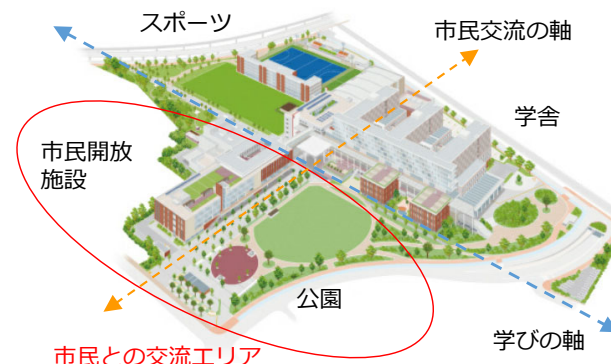 スポーツ
市民交流の軸
学舎
市民開放
施設
公園
学びの軸
市民との交流エリア